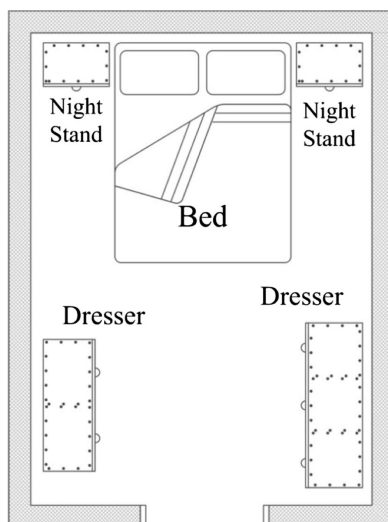 Night
Stand
Night
Stand
Bed
Dresser
Dresser